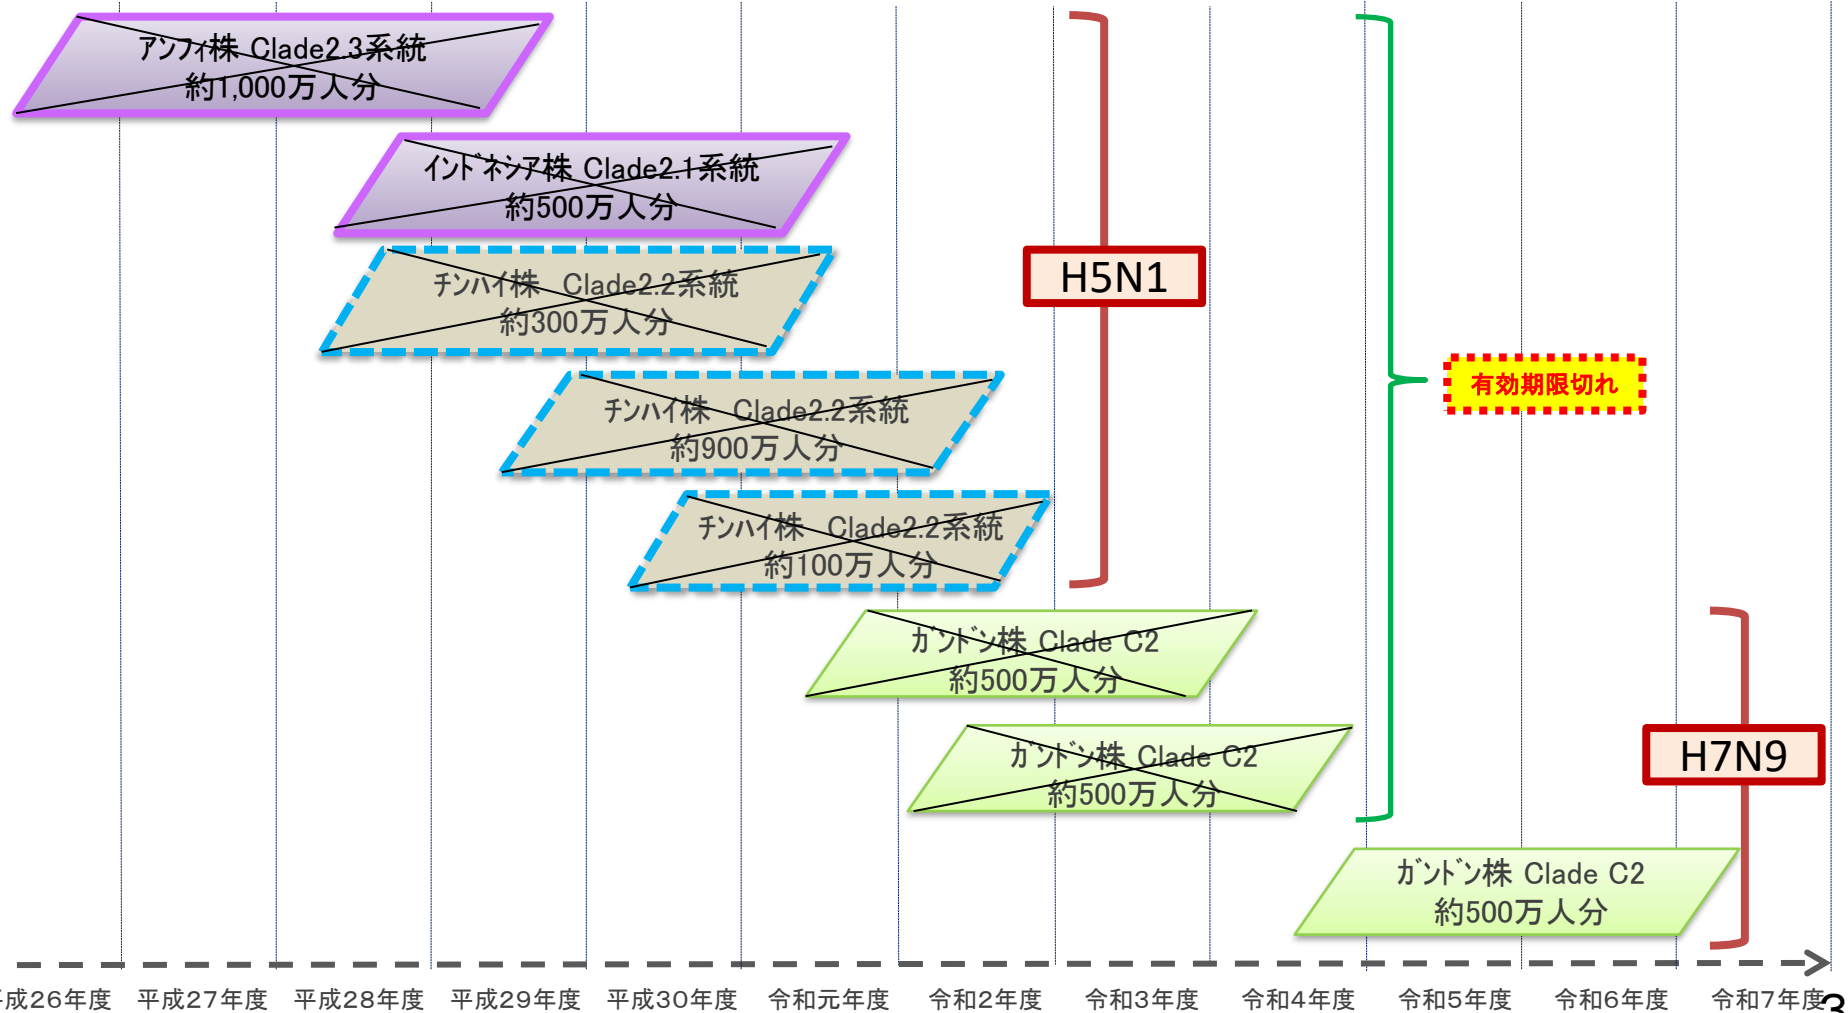 アンフィ株 Clade2.3系統
約1,000万人分
インドネシア株 Clade2.1系統
約500万人分
チンハイ株 Clade2.2系統
約300万人分
H5N1
チンハイ株 Clade2.2系統
約900万人分
有効期限切れ
チンハイ株 Clade2.2系統
約100万人分
ガンドン株 Clade C2
約500万人分
ガンドン株 Clade C2
約500万人分
H7N9
ガンドン株 Clade C2
約500万人分
平成26年度 平成27年度 平成28年度 平成29年度 平成30年度 令和元年度 令和2年度 令和3年度 令和4年度 令和5年度 令和6年度 令和7年度
3